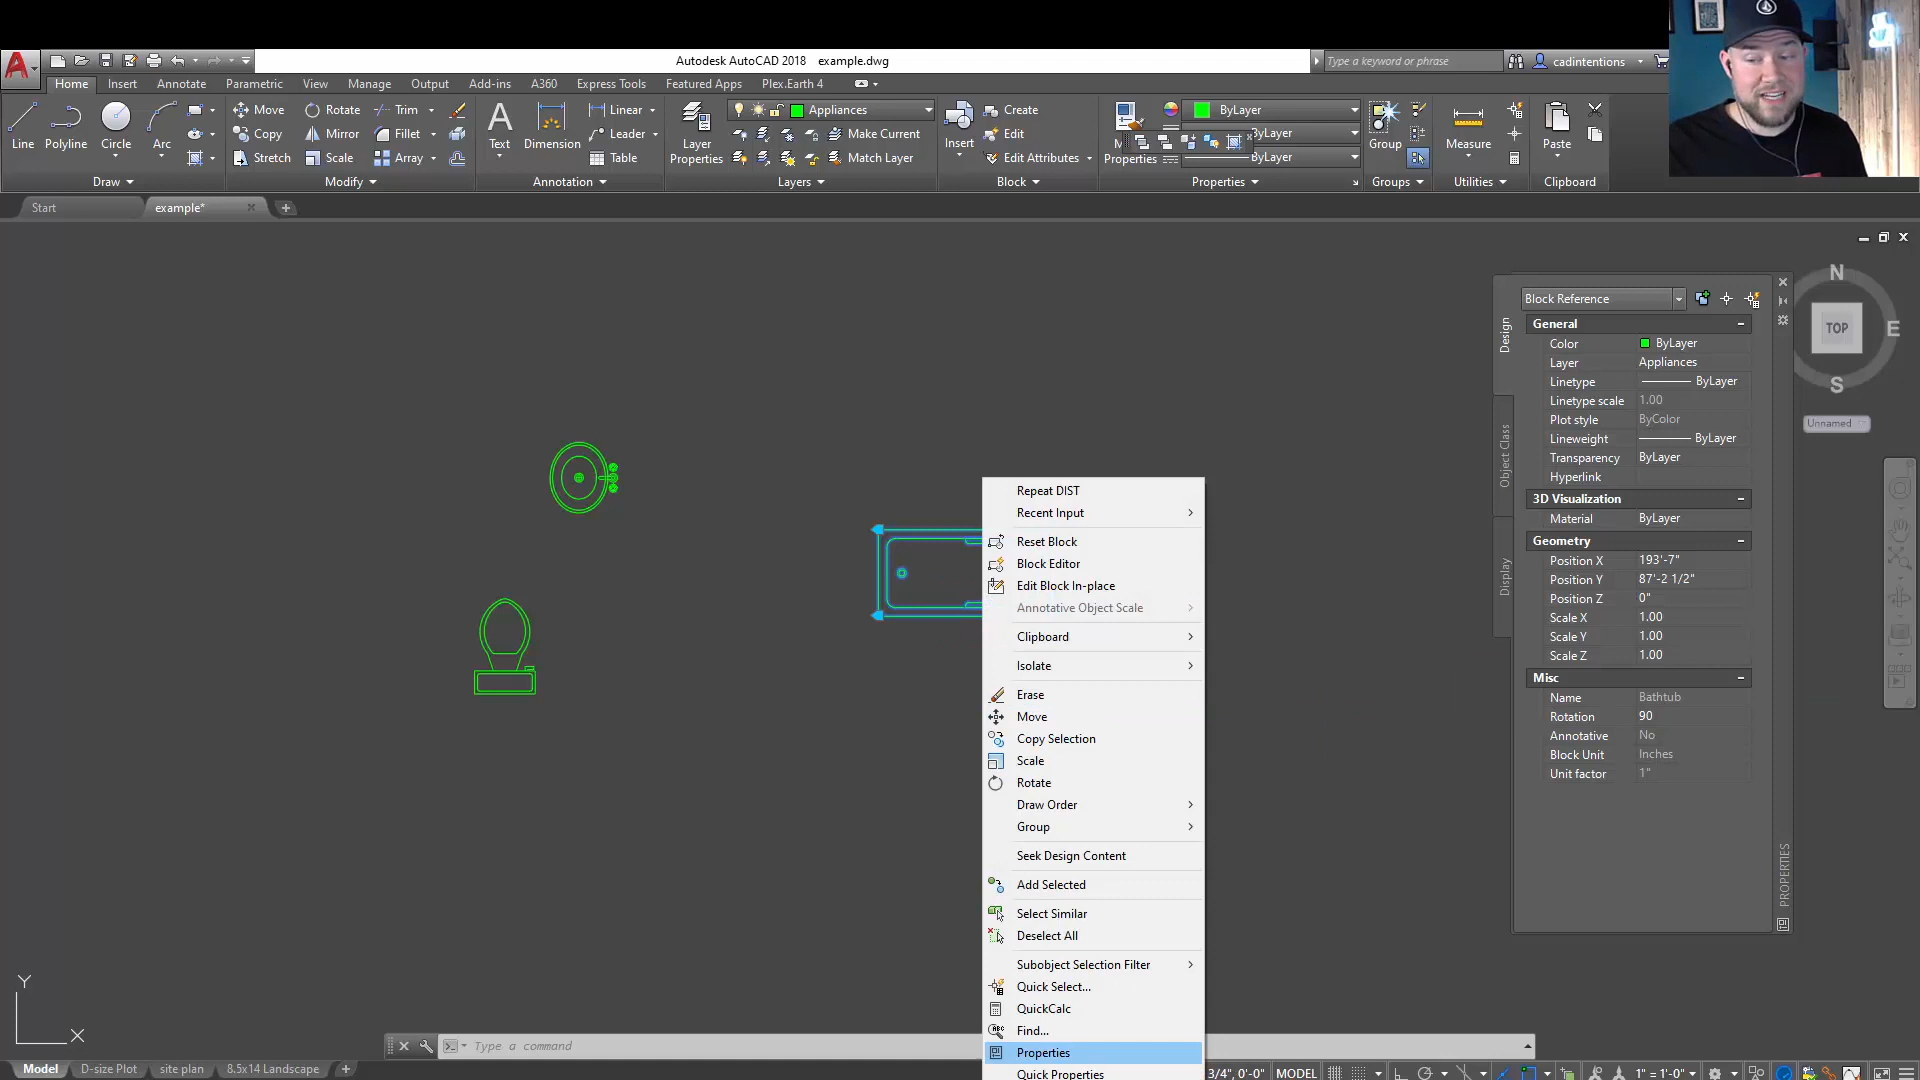 Autodesk AutoCAD 2018 example.dwg
Type a keyword or phrase
cadintentions
Home Insert Annotate Parametric View Manage Output Add-ins A360 Express Tools Featured Apps Plex.Earth 4
Line Polyline Circle Arc
Draw
Move Rotate Trim
Copy Mirror Fillet
Stretch Scale Array
Modify
Text Dimension
Linear
Leader
Table
Annotation
Layer Properties
Appliances
Make Current
Match Layer
Layers
Insert
Create
Edit
Edit Attributes
Block
Properties
ByLayer
ByLayer
ByLayer
Properties
Group
Groups
Measure
Utilities
Paste
Clipboard
Start
example*
N
TOP
E
S
Unnamed
Repeat DIST
Recent Input
Reset Block
Block Editor
Edit Block In-place
Annotative Object Scale
Clipboard
Isolate
Erase
Move
Copy Selection
Scale
Rotate
Draw Order
Group
Seek Design Content
Add Selected
Select Similar
Deselect All
Subobject Selection Filter
Quick Select...
QuickCalc
Find...
Properties
Quick Properties
Design
Object Class
Display
Block Reference
General
Color ByLayer
Layer Appliances
Linetype ByLayer
Linetype scale 1.00
Plot style ByColor
Lineweight ByLayer
Transparency ByLayer
Hyperlink
3D Visualization
Material ByLayer
Geometry
Position X 193'-7"
Position Y 87'-2 1/2"
Position Z 0"
Scale X 1.00
Scale Y 1.00
Scale Z 1.00
Misc
Name Bathtub
Rotation 90
Annotative No
Block Unit Inches
Unit factor 1"
PROPERTIES
Y
X
Type a command
Model D-size Plot site plan 8.5x14 Landscape
3/4", 0'-0" MODEL 1" = 1'-0"